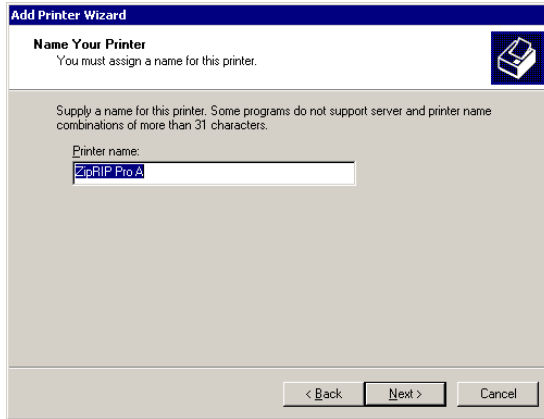 Add Printer Wizard
Name Your Printer
You must assign a name for this printer.
Supply a name for this printer. Some programs do not support server and printer name
combinations of more than 31 characters.
Printer name:
ZipRIP Pro A
< Back
Next >
Cancel